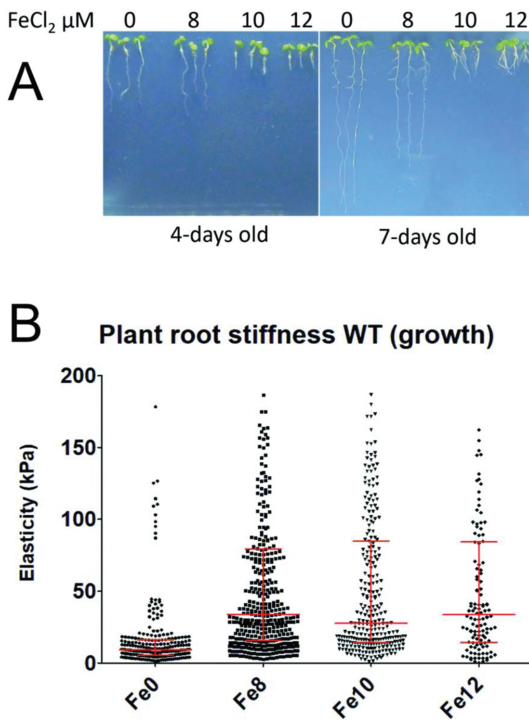 FeCl₂ μM 0 8 10 12 0 8 10 12
A
4-days old 7-days old
B
Plant root stiffness WT (growth)
Elasticity (kPa)
200
150
100
50
0
Fe0 Fe8 Fe10 Fe12